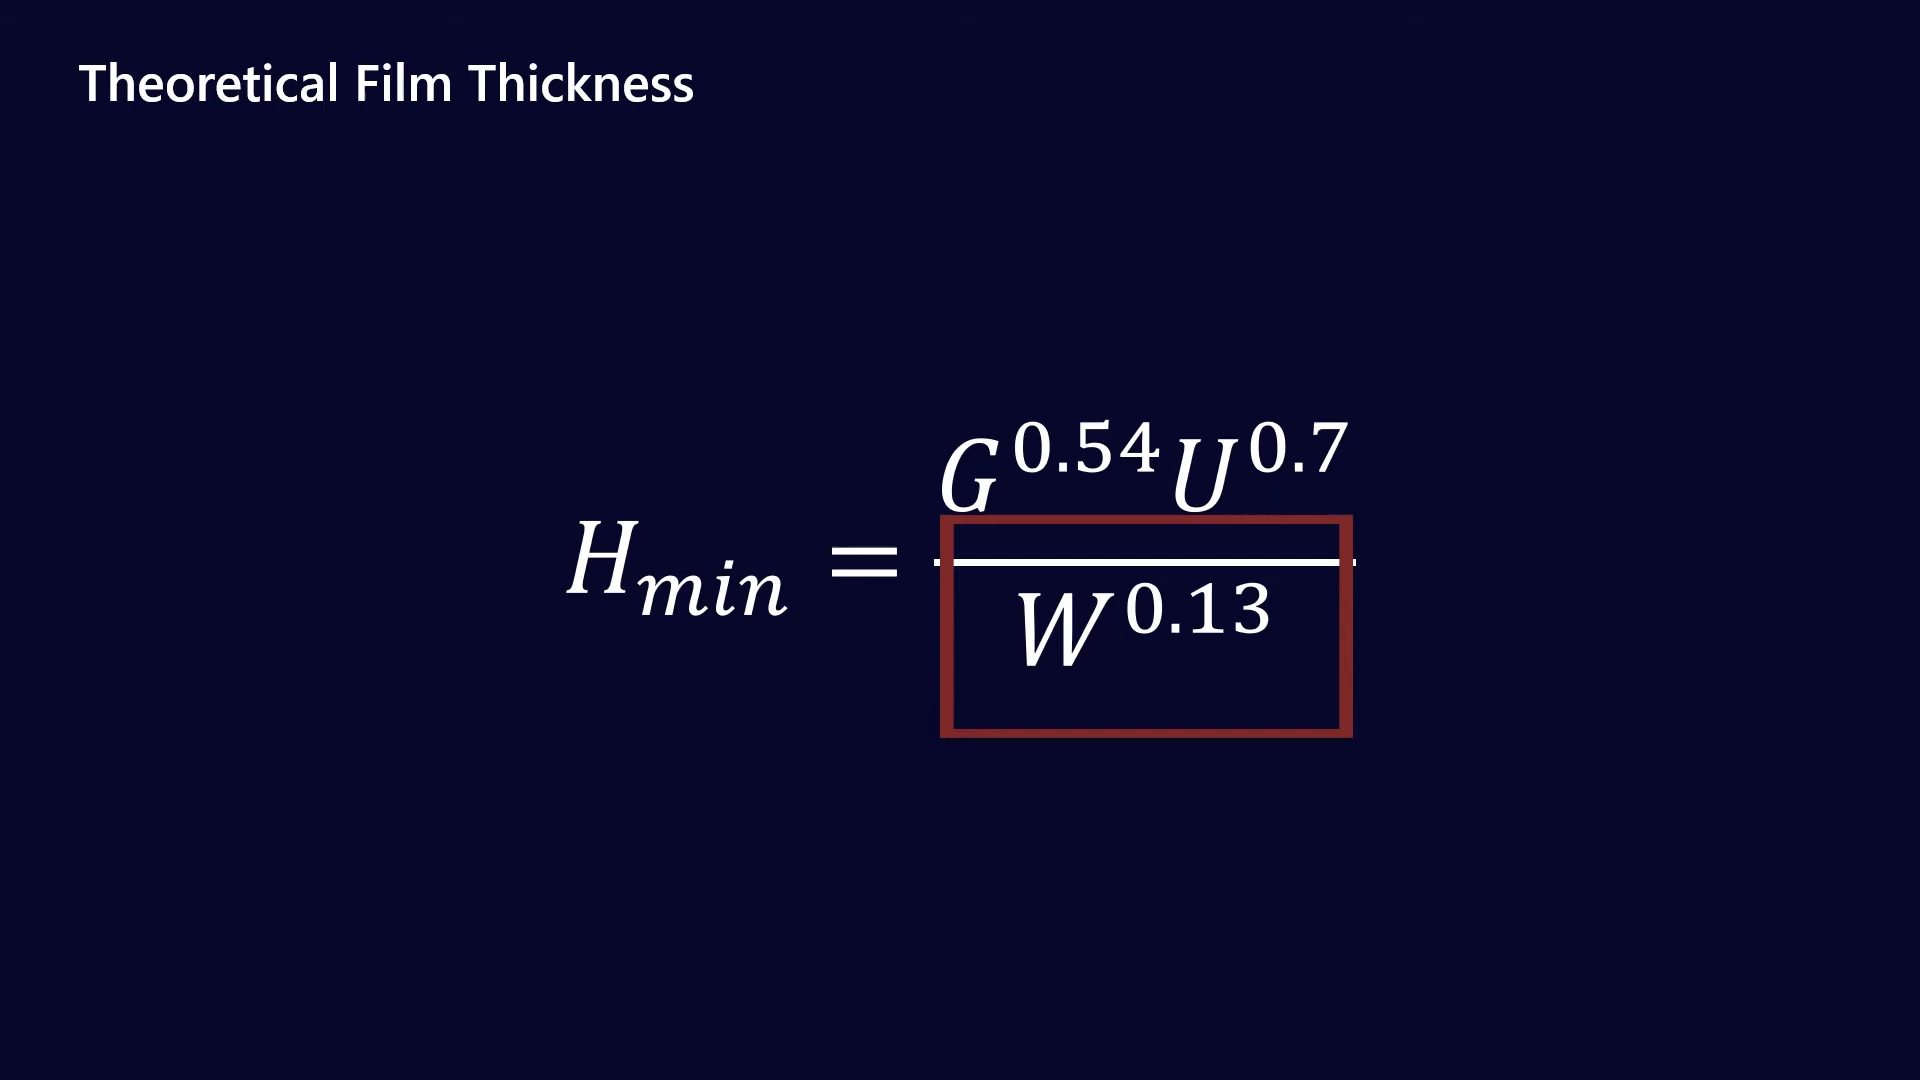 Theoretical Film Thickness
G^0.54 U^0.7
H_min =
W^0.13